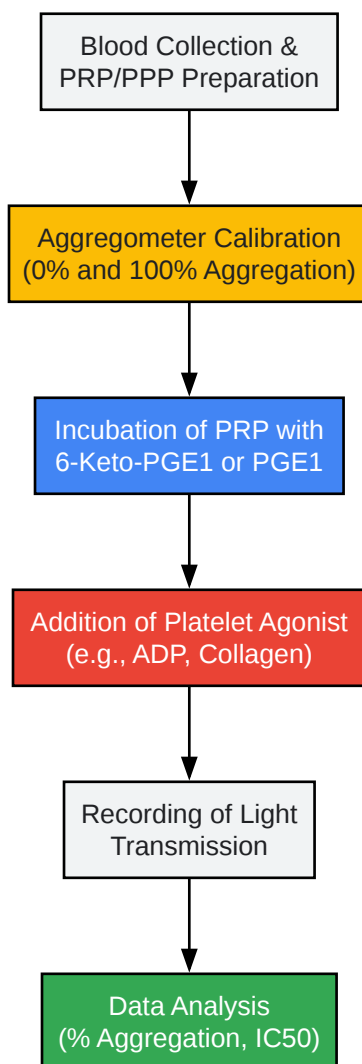 Blood Collection &
PRP/PPP Preparation
Aggregometer Calibration
(0% and 100% Aggregation)
Incubation of PRP with
6-Keto-PGE1 or PGE1
Addition of Platelet Agonist
(e.g., ADP, Collagen)
Recording of Light
Transmission
Data Analysis
(% Aggregation, IC50)